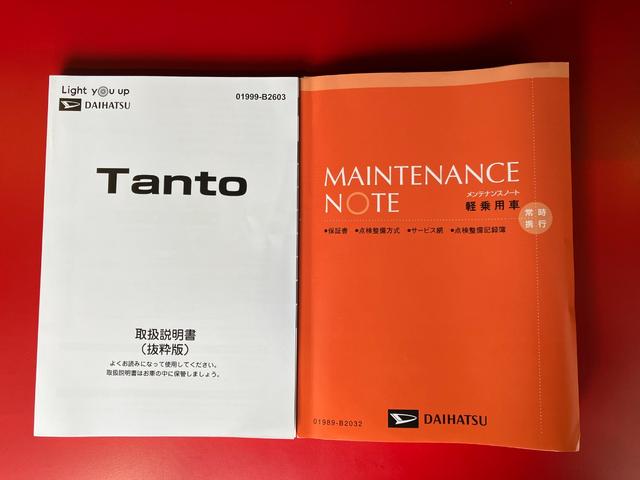 Light you up
DAIHATSU
01999-B2603
Tanto
取扱説明書
（抜粋版）
よくお読みになって使用してください。
取扱説明書はお車の中に保管しましょう。
MAINTENANCE
NOTE
メンテナンスノート
軽乗用車
常時
携行
●保証書 ●点検整備方式 ●サービス網 ●点検整備記録簿
01989-B2032
DAIHATSU